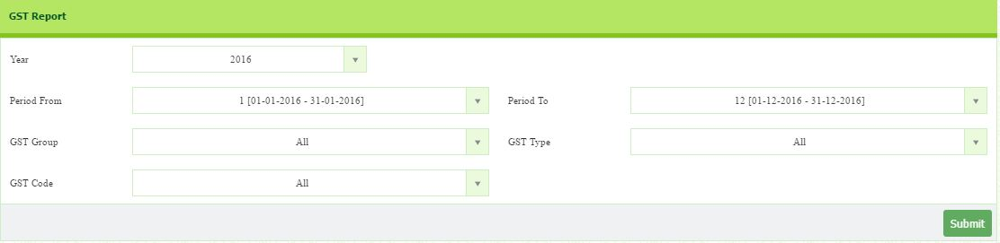 GST Report
Year 2016
Period From 1 [01-01-2016 - 31-01-2016] Period To 12 [01-12-2016 - 31-12-2016]
GST Group All GST Type All
GST Code All
Submit